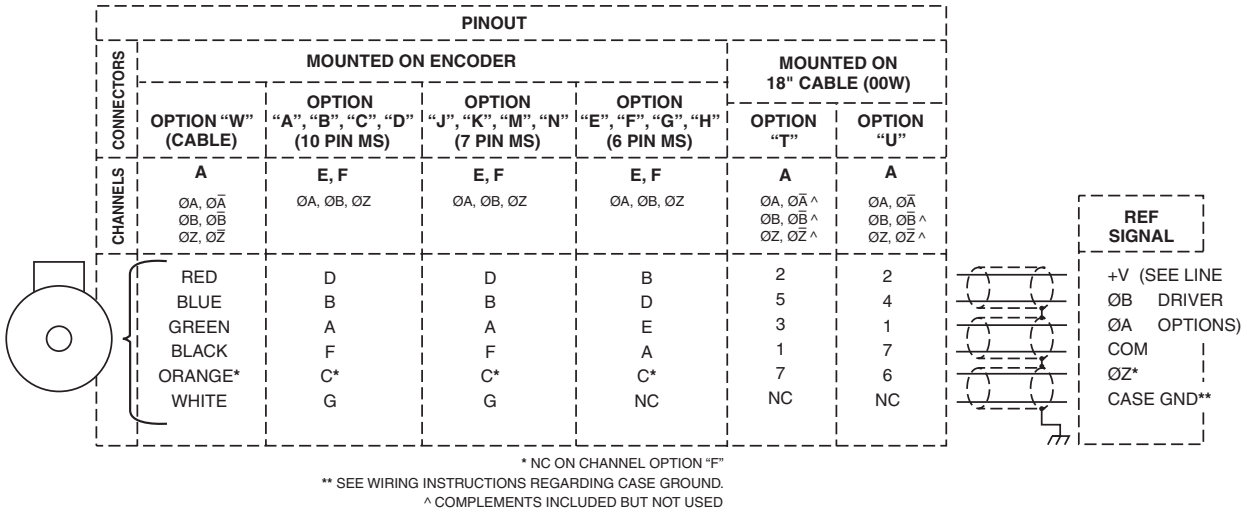 PINOUT
CONNECTORS
MOUNTED ON ENCODER
MOUNTED ON
18" CABLE (00W)
OPTION “W”
(CABLE)
OPTION
“A”, “B”, “C”, “D”
(10 PIN MS)
OPTION
“J”, “K”, “M”, “N”
(7 PIN MS)
OPTION
“E”, “F”, “G”, “H”
(6 PIN MS)
OPTION
“T”
OPTION
“U”
CHANNELS
A E, F E, F E, F A A
ØA, ØA̅ ØA, ØB, ØZ ØA, ØB, ØZ ØA, ØB, ØZ ØA, ØA̅ ^ ØA, ØA̅
ØB, ØB̅ ØB, ØB̅ ^ ØB, ØB̅ ^
ØZ, ØZ̅ ØZ, ØZ̅ ^ ØZ, ØZ̅ ^
REF
SIGNAL
RED D D B 2 2 +V (SEE LINE
BLUE B B D 5 4 ØB DRIVER
GREEN A A E 3 1 ØA OPTIONS)
BLACK F F A 1 7 COM
ORANGE* C* C* C* 7 6 ØZ*
WHITE G G NC NC NC CASE GND**
* NC ON CHANNEL OPTION “F”
** SEE WIRING INSTRUCTIONS REGARDING CASE GROUND.
^ COMPLEMENTS INCLUDED BUT NOT USED